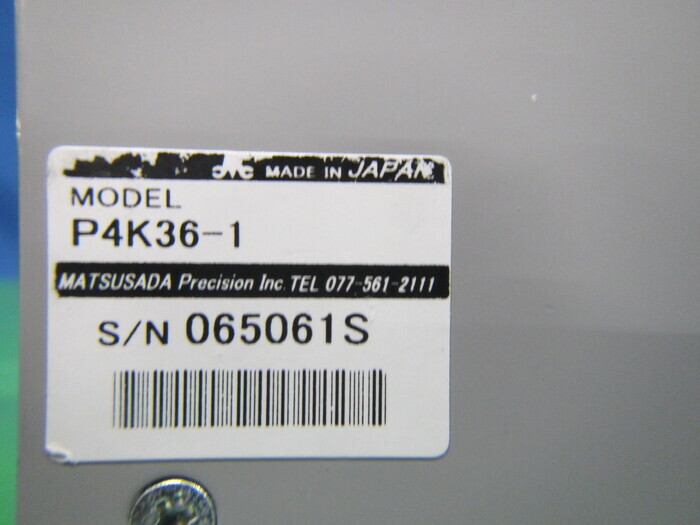 MADE IN JAPAN
MODEL
P4K36-1
MATSUSADA Precision Inc. TEL 077-561-2111
S/N 065061S